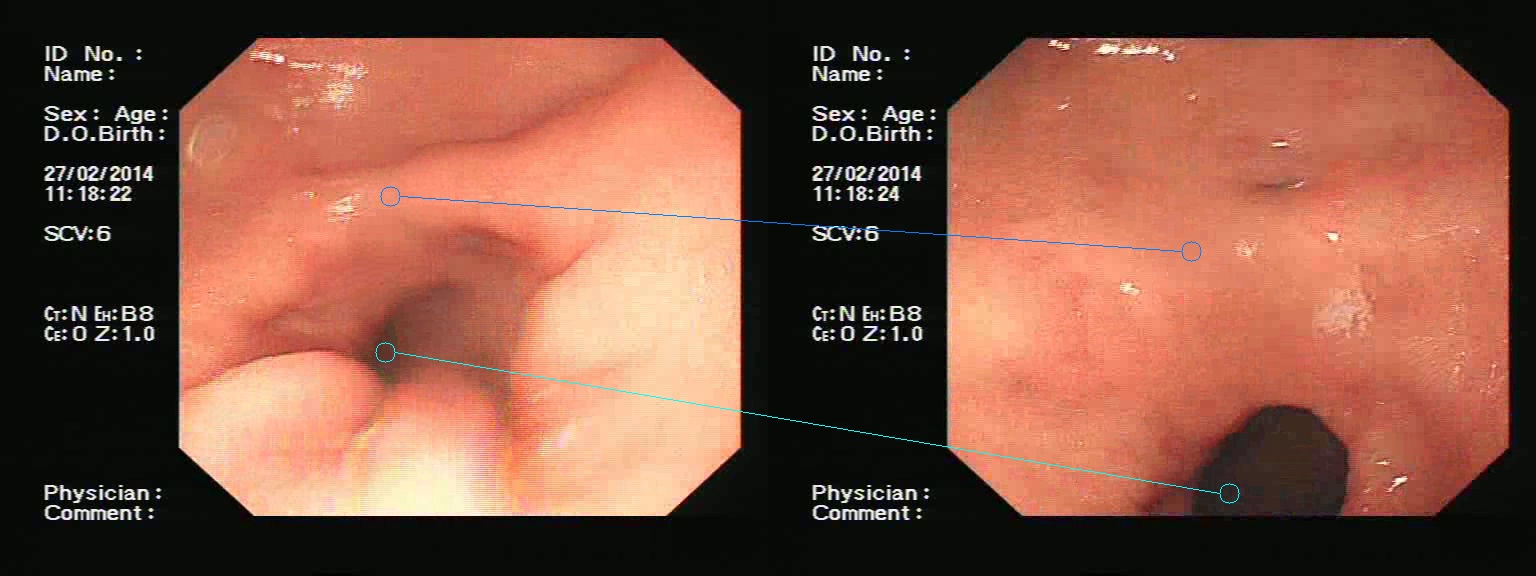 ID No. :
Name :
Sex : Age :
D.O.Birth :
27/02/2014
11:18:22
SCV:6
CT:N EH:B8
CE:0 Z:1.0
Physician :
Comment :
ID No. :
Name :
Sex : Age :
D.O.Birth :
27/02/2014
11:18:24
SCV:6
CT:N EH:B8
CE:0 Z:1.0
Physician :
Comment :